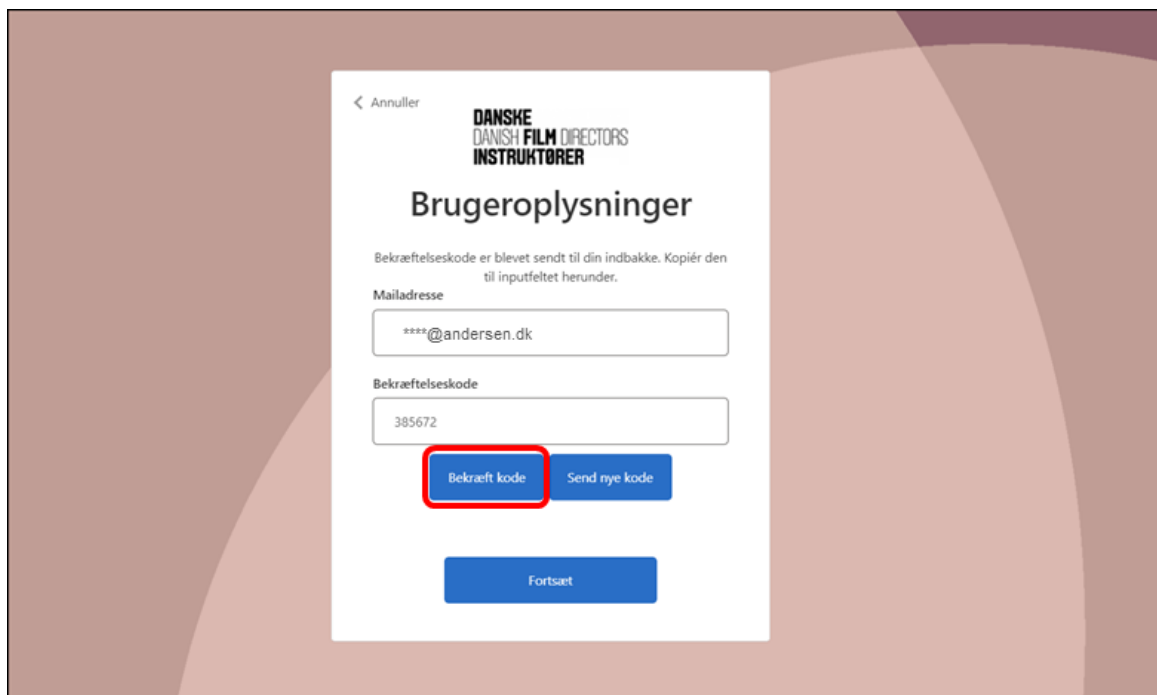 Annuller
DANSKE
DANISH FILM DIRECTORS
INSTRUKTØRER
Brugeroplysninger
Bekræftelseskode er blevet sendt til din indbakke. Kopiér den
til inputfeltet herunder.
Mailadresse
****@andersen.dk
Bekræftelseskode
385672
Bekræft kode Send nye kode
Fortsæt